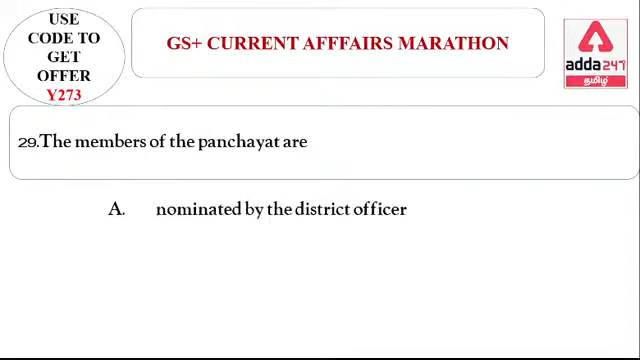 USE
CODE TO
GET
OFFER
Y273
GS+ CURRENT AFFFAIRS MARATHON
adda247
தமிழ்
29.The members of the panchayat are
A. nominated by the district officer